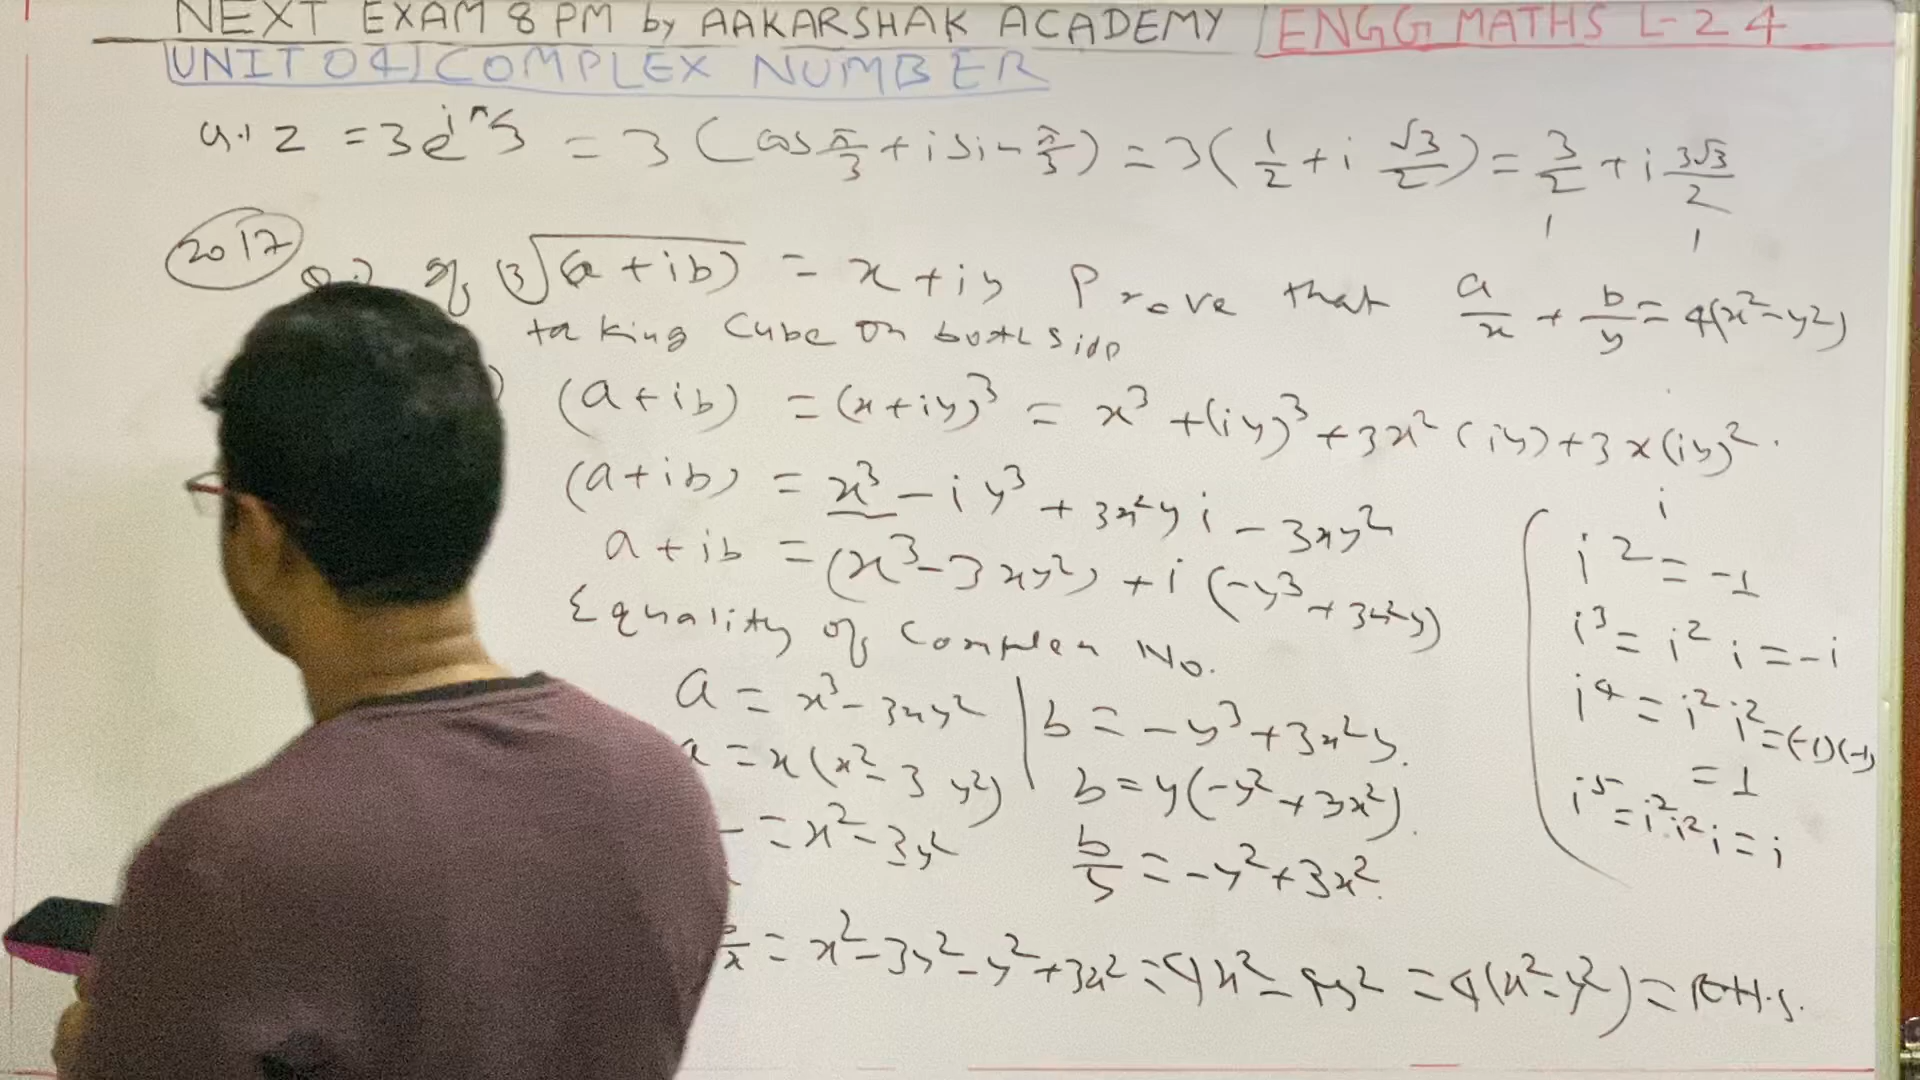 NEXT EXAM 8 PM by AAKARSHAK ACADEMY ENGG MATHS L-24
UNIT 04 COMPLEX NUMBER
z = 3e^{iπ/3} = 3 (cos π/3 + i sin π/3) = 3(1/2 + i √3/2) = 3/2 + i 3√3/2
2017
∛(a + ib) = x + iy Prove that a/x + b/y = 4(x² - y²)
taking cube on both side
(a + ib) = (x + iy)³ = x³ + (iy)³ + 3x² (iy) + 3x(iy)².
(a + ib) = x³ - i y³ + 3x²y i - 3xy²
a + ib = (x³ - 3xy²) + i (-y³ + 3x²y)
Equality of Complex No.
a = x³ - 3xy² | b = -y³ + 3x²y.
a = x(x² - 3y²) b = y(-y² + 3x²).
= x² - 3y² b/y = -y² + 3x².
= x² - 3y² - y² + 3x² = 4x² - 4y² = 4(x² - y²) = R.H.S.
i
i² = -1
i³ = i² i = -i
i⁴ = i² i² = (-1)(-1)
= 1
i⁵ = i² i² i = i